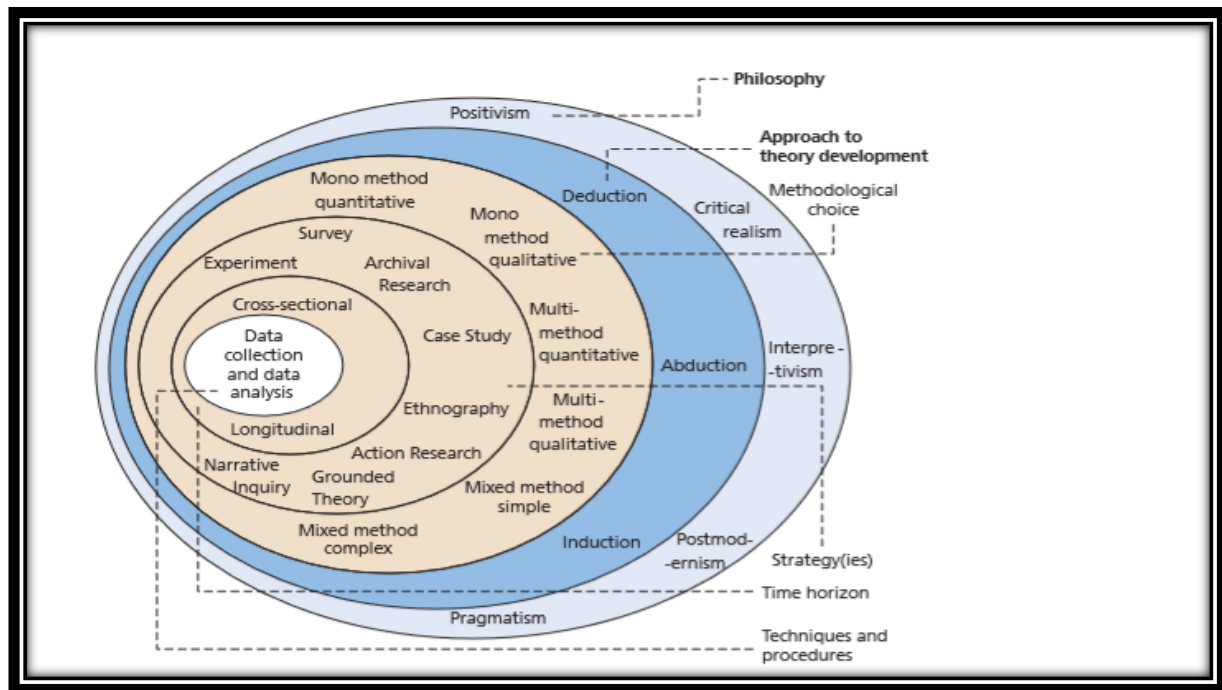 Philosophy
Positivism
Approach to
theory development
Mono method
quantitative
Deduction
Methodological
choice
Critical
realism
Mono
method
qualitative
Survey
Experiment
Archival
Research
Cross-sectional
Multi-
method
quantitative
Data
collection
and data
analysis
Case Study
Abduction
Interpre-
-tivism
Ethnography
Multi-
method
qualitative
Longitudinal
Action Research
Narrative
Inquiry
Grounded
Theory
Mixed method
simple
Mixed method
complex
Induction
Postmod-
-ernism
Strategy(ies)
Time horizon
Pragmatism
Techniques and
procedures